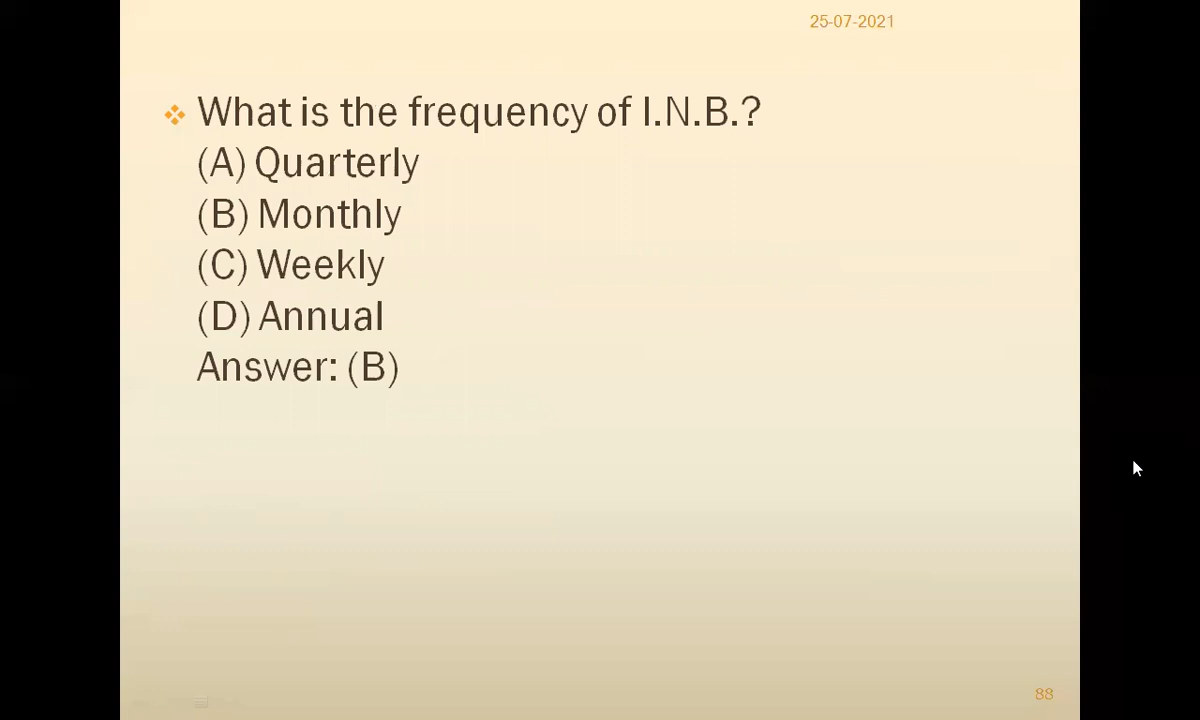 25-07-2021
What is the frequency of I.N.B.?
(A) Quarterly
(B) Monthly
(C) Weekly
(D) Annual
Answer: (B)
88